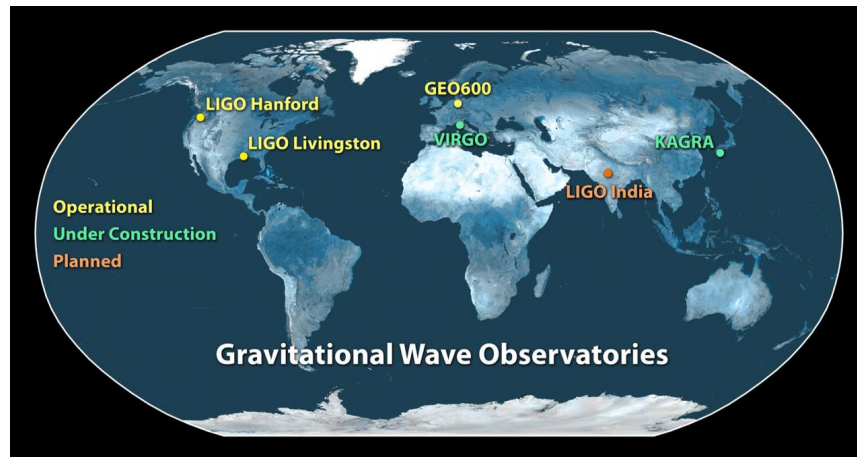 GEO600
LIGO Hanford
VIRGO
KAGRA
LIGO Livingston
LIGO India
Operational
Under Construction
Planned
Gravitational Wave Observatories